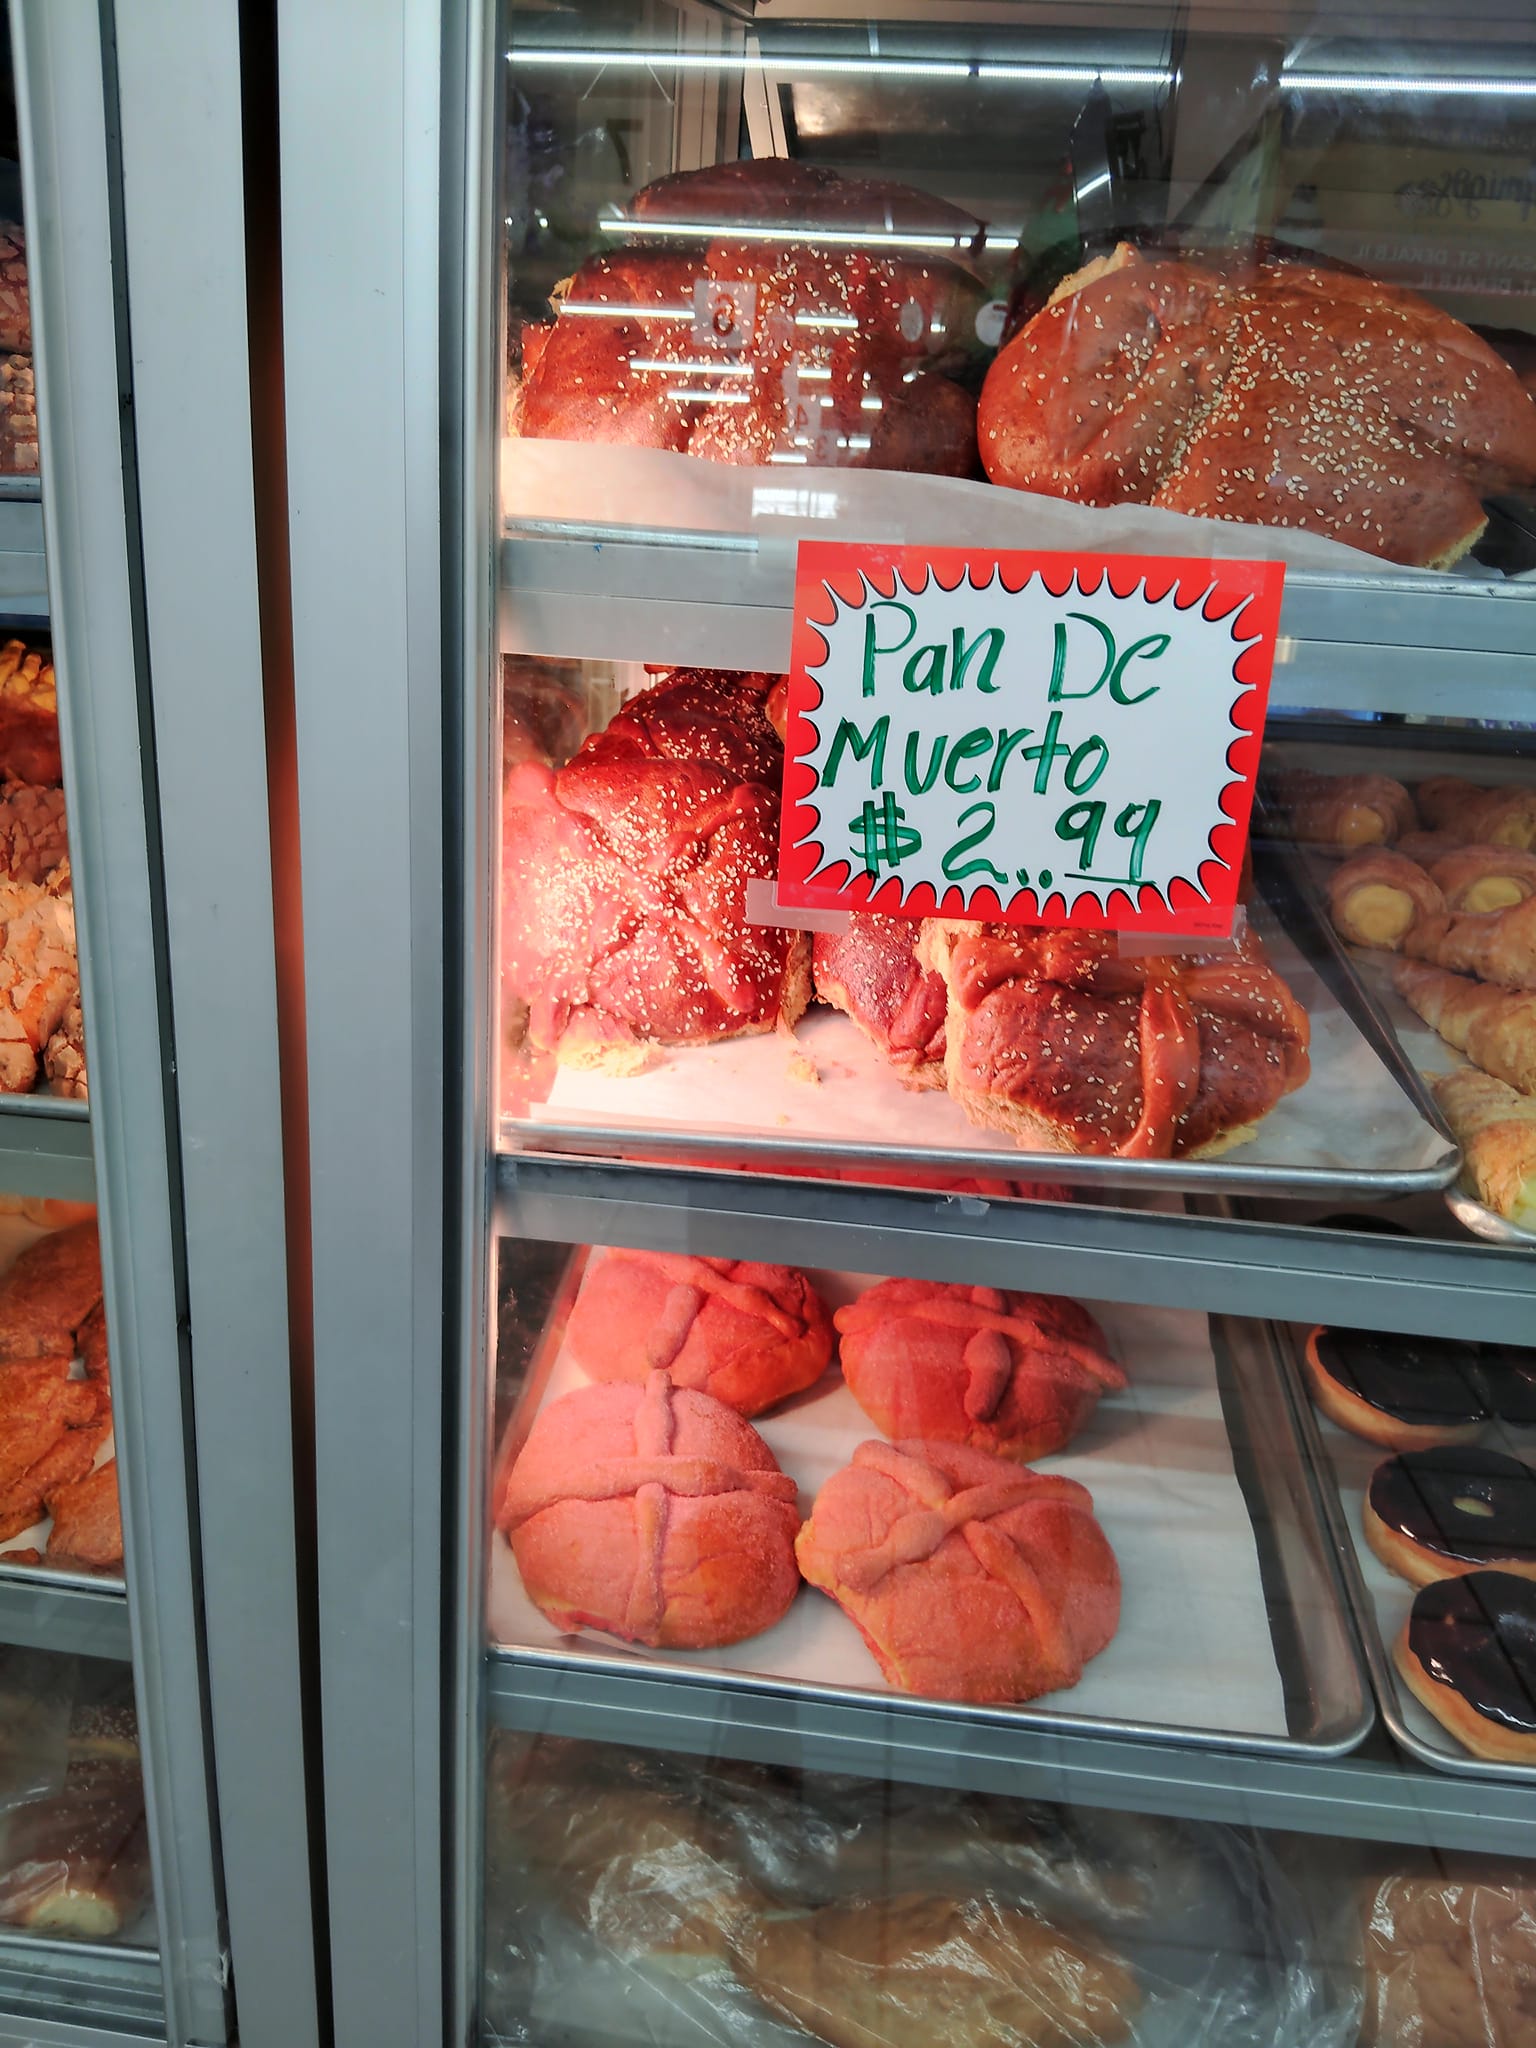 Pan De
Muerto
$ 2..99